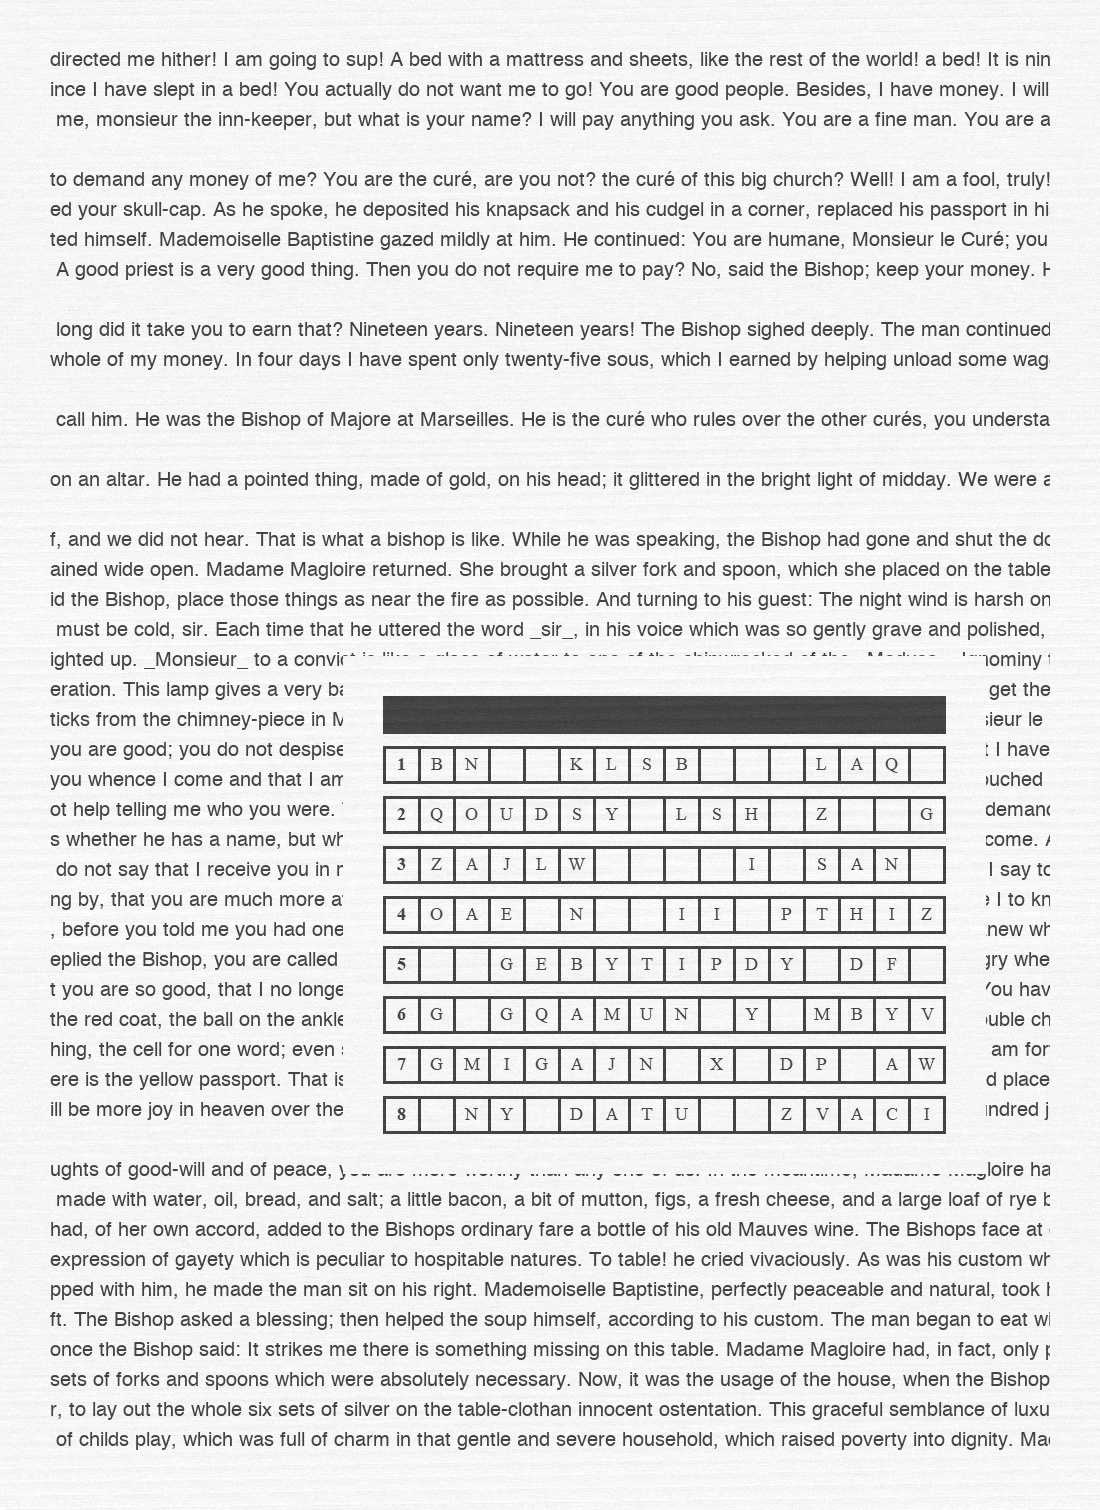 directed me hither! I am going to sup! A bed with a mattress and sheets, like the rest of the world! a bed! It is nin
ince I have slept in a bed! You actually do not want me to go! You are good people. Besides, I have money. I will
me, monsieur the inn-keeper, but what is your name? I will pay anything you ask. You are a fine man. You are a
to demand any money of me? You are the curé, are you not? the curé of this big church? Well! I am a fool, truly!
ed your skull-cap. As he spoke, he deposited his knapsack and his cudgel in a corner, replaced his passport in hi
ted himself. Mademoiselle Baptistine gazed mildly at him. He continued: You are humane, Monsieur le Curé; you
A good priest is a very good thing. Then you do not require me to pay? No, said the Bishop; keep your money. H
long did it take you to earn that? Nineteen years. Nineteen years! The Bishop sighed deeply. The man continued
whole of my money. In four days I have spent only twenty-five sous, which I earned by helping unload some wag
call him. He was the Bishop of Majore at Marseilles. He is the curé who rules over the other curés, you understa
on an altar. He had a pointed thing, made of gold, on his head; it glittered in the bright light of midday. We were a
f, and we did not hear. That is what a bishop is like. While he was speaking, the Bishop had gone and shut the do
ained wide open. Madame Magloire returned. She brought a silver fork and spoon, which she placed on the table
id the Bishop, place those things as near the fire as possible. And turning to his guest: The night wind is harsh on
must be cold, sir. Each time that he uttered the word _sir_, in his voice which was so gently grave and polished,
ighted up. _Monsieur_ to a convict
eration. This lamp gives a very ba get the
ticks from the chimney-piece in M sieur le
you are good; you do not despise t I have
you whence I come and that I am ouched
ot help telling me who you were. demand
s whether he has a name, but wh come. A
do not say that I receive you in m I say to
ng by, that you are much more a e I to kn
, before you told me you had one new wh
eplied the Bishop, you are called gry whe
t you are so good, that I no longe You hav
the red coat, the ball on the ankle ouble ch
hing, the cell for one word; even am for
ere is the yellow passport. That is d place
ill be more joy in heaven over the undred j
1 B N K L S B L A Q
2 Q O U D S Y L S H Z G
3 Z A J L W I S A N
4 O A E N I I P T H I Z
5 G E B Y T I P D Y D F
6 G G Q A M U N Y M B Y V
7 G M I G A J N X D P A W
8 N Y D A T U Z V A C I
ughts of good-will and of peace, loire ha
made with water, oil, bread, and salt; a little bacon, a bit of mutton, figs, a fresh cheese, and a large loaf of rye b
had, of her own accord, added to the Bishops ordinary fare a bottle of his old Mauves wine. The Bishops face at
expression of gayety which is peculiar to hospitable natures. To table! he cried vivaciously. As was his custom wh
pped with him, he made the man sit on his right. Mademoiselle Baptistine, perfectly peaceable and natural, took h
ft. The Bishop asked a blessing; then helped the soup himself, according to his custom. The man began to eat wi
once the Bishop said: It strikes me there is something missing on this table. Madame Magloire had, in fact, only p
sets of forks and spoons which were absolutely necessary. Now, it was the usage of the house, when the Bishop
r, to lay out the whole six sets of silver on the table-clothan innocent ostentation. This graceful semblance of luxu
of childs play, which was full of charm in that gentle and severe household, which raised poverty into dignity. Mad